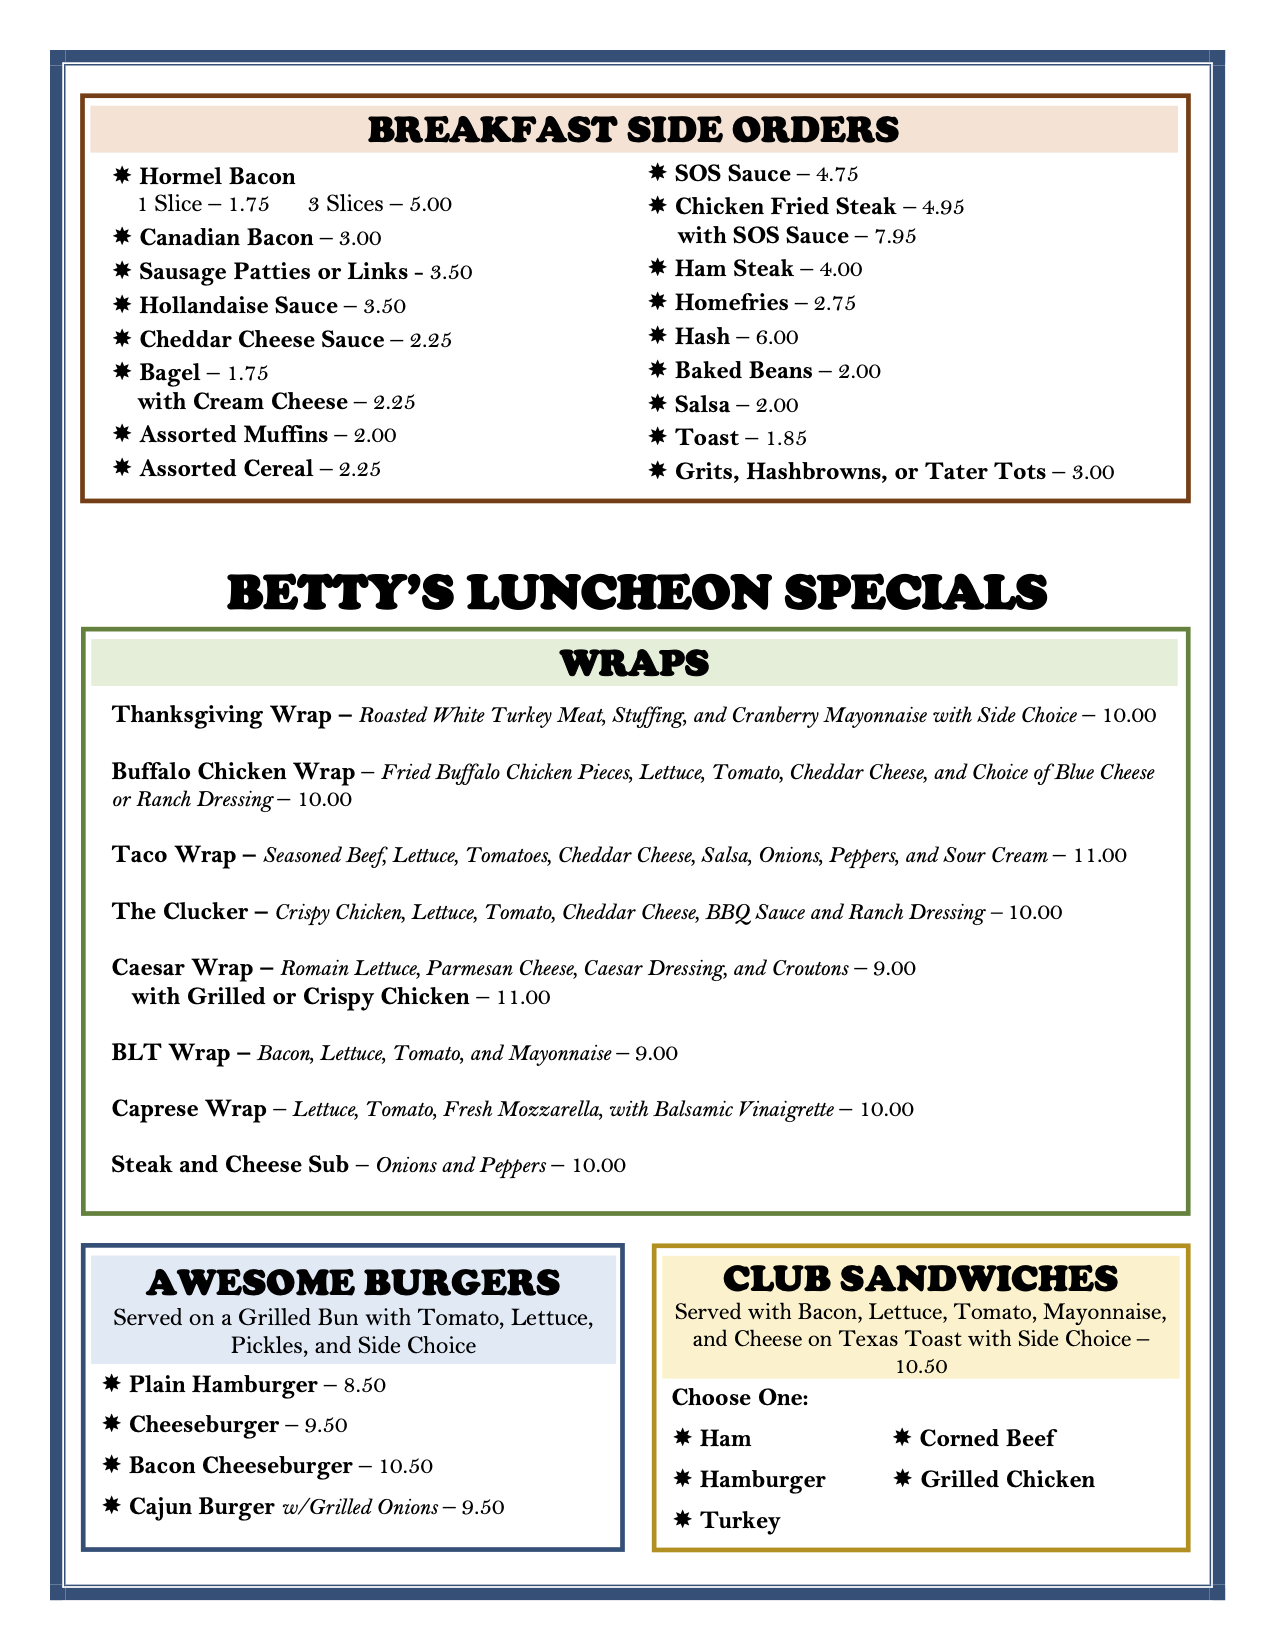 BREAKFAST SIDE ORDERS
✸ Hormel Bacon
1 Slice – 1.75 3 Slices – 5.00
✸ Canadian Bacon – 3.00
✸ Sausage Patties or Links - 3.50
✸ Hollandaise Sauce – 3.50
✸ Cheddar Cheese Sauce – 2.25
✸ Bagel – 1.75
with Cream Cheese – 2.25
✸ Assorted Muffins – 2.00
✸ Assorted Cereal – 2.25
✸ SOS Sauce – 4.75
✸ Chicken Fried Steak – 4.95
with SOS Sauce – 7.95
✸ Ham Steak – 4.00
✸ Homefries – 2.75
✸ Hash – 6.00
✸ Baked Beans – 2.00
✸ Salsa – 2.00
✸ Toast – 1.85
✸ Grits, Hashbrowns, or Tater Tots – 3.00
BETTY’S LUNCHEON SPECIALS
WRAPS
Thanksgiving Wrap – Roasted White Turkey Meat, Stuffing, and Cranberry Mayonnaise with Side Choice – 10.00
Buffalo Chicken Wrap – Fried Buffalo Chicken Pieces, Lettuce, Tomato, Cheddar Cheese, and Choice of Blue Cheese
or Ranch Dressing – 10.00
Taco Wrap – Seasoned Beef, Lettuce, Tomatoes, Cheddar Cheese, Salsa, Onions, Peppers, and Sour Cream – 11.00
The Clucker – Crispy Chicken, Lettuce, Tomato, Cheddar Cheese, BBQ Sauce and Ranch Dressing – 10.00
Caesar Wrap – Romain Lettuce, Parmesan Cheese, Caesar Dressing, and Croutons – 9.00
with Grilled or Crispy Chicken – 11.00
BLT Wrap – Bacon, Lettuce, Tomato, and Mayonnaise – 9.00
Caprese Wrap – Lettuce, Tomato, Fresh Mozzarella, with Balsamic Vinaigrette – 10.00
Steak and Cheese Sub – Onions and Peppers – 10.00
AWESOME BURGERS
Served on a Grilled Bun with Tomato, Lettuce,
Pickles, and Side Choice
✸ Plain Hamburger – 8.50
✸ Cheeseburger – 9.50
✸ Bacon Cheeseburger – 10.50
✸ Cajun Burger w/Grilled Onions – 9.50
CLUB SANDWICHES
Served with Bacon, Lettuce, Tomato, Mayonnaise,
and Cheese on Texas Toast with Side Choice –
10.50
Choose One:
✸ Ham
✸ Hamburger
✸ Turkey
✸ Corned Beef
✸ Grilled Chicken